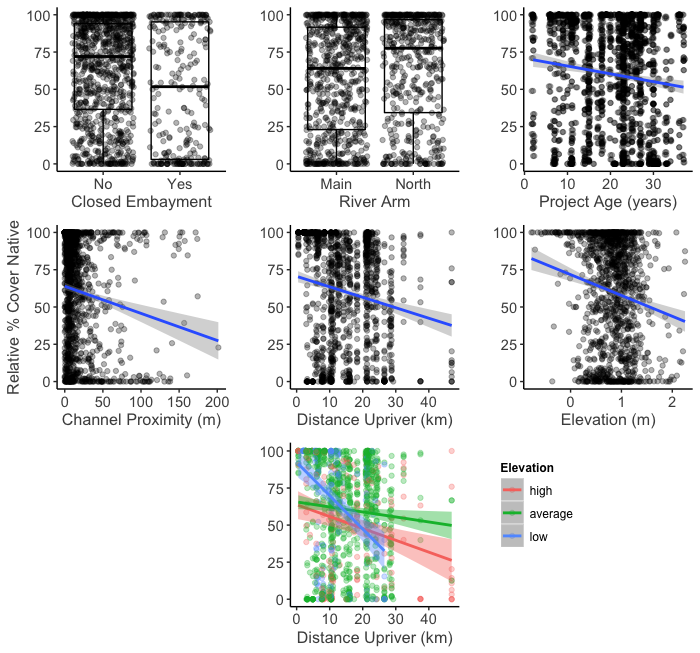 100
75
50
25
0
No Yes
Closed Embayment
100
75
50
25
0
Main North
River Arm
100
75
50
25
0
0 10 20 30
Project Age (years)
Relative % Cover Native
100
75
50
25
0
0 50 100 150 200
Channel Proximity (m)
100
75
50
25
0
0 10 20 30 40
Distance Upriver (km)
100
75
50
25
0
0 1 2
Elevation (m)
100
75
50
25
0
0 10 20 30 40
Distance Upriver (km)
Elevation
high
average
low